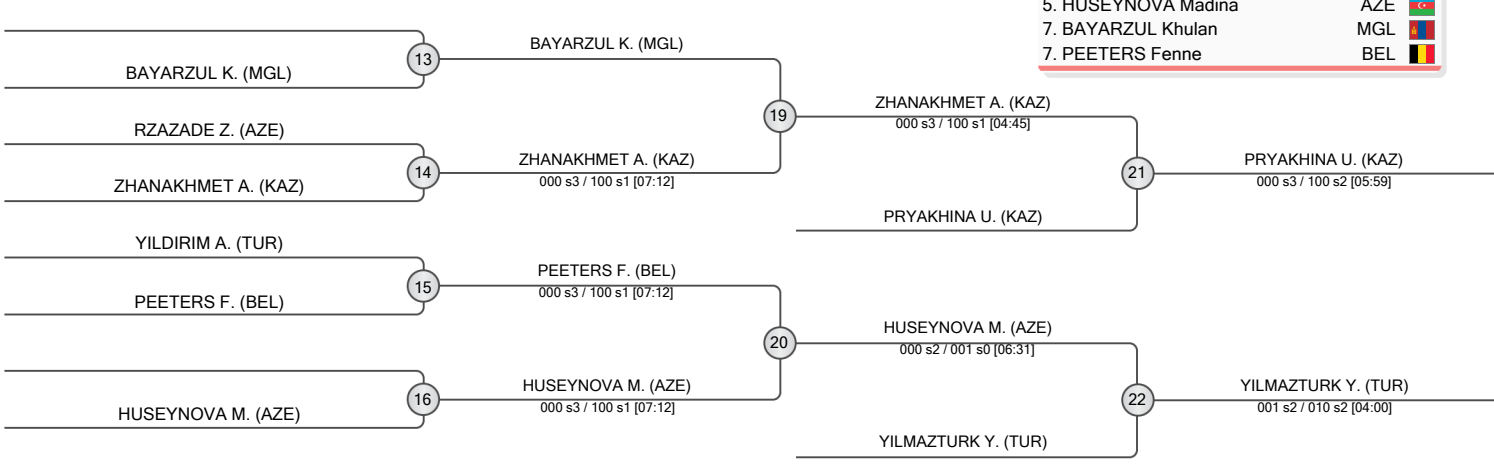 5. HUSEYNOVA Madina AZE
7. BAYARZUL Khulan MGL
7. PEETERS Fenne BEL
BAYARZUL K. (MGL)
13
BAYARZUL K. (MGL)
RZAZADE Z. (AZE)
14
ZHANAKHMET A. (KAZ)
ZHANAKHMET A. (KAZ)
000 s3 / 100 s1 [07:12]
19
ZHANAKHMET A. (KAZ)
000 s3 / 100 s1 [04:45]
21
PRYAKHINA U. (KAZ)
PRYAKHINA U. (KAZ)
000 s3 / 100 s2 [05:59]
YILDIRIM A. (TUR)
15
PEETERS F. (BEL)
PEETERS F. (BEL)
000 s3 / 100 s1 [07:12]
20
16
HUSEYNOVA M. (AZE)
HUSEYNOVA M. (AZE)
000 s3 / 100 s1 [07:12]
HUSEYNOVA M. (AZE)
000 s2 / 001 s0 [06:31]
22
YILMAZTURK Y. (TUR)
YILMAZTURK Y. (TUR)
001 s2 / 010 s2 [04:00]